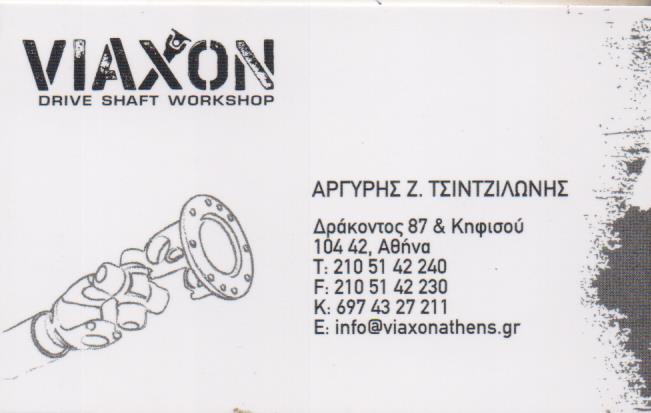 VIAXON
DRIVE SHAFT WORKSHOP
ΑΡΓΥΡΗΣ Ζ. ΤΣΙΝΤΖΙΛΩΝΗΣ
Δράκοντος 87 & Κηφισού
104 42, Αθήνα
T: 210 51 42 240
F: 210 51 42 230
K: 697 43 27 211
E: info@viaxonathens.gr